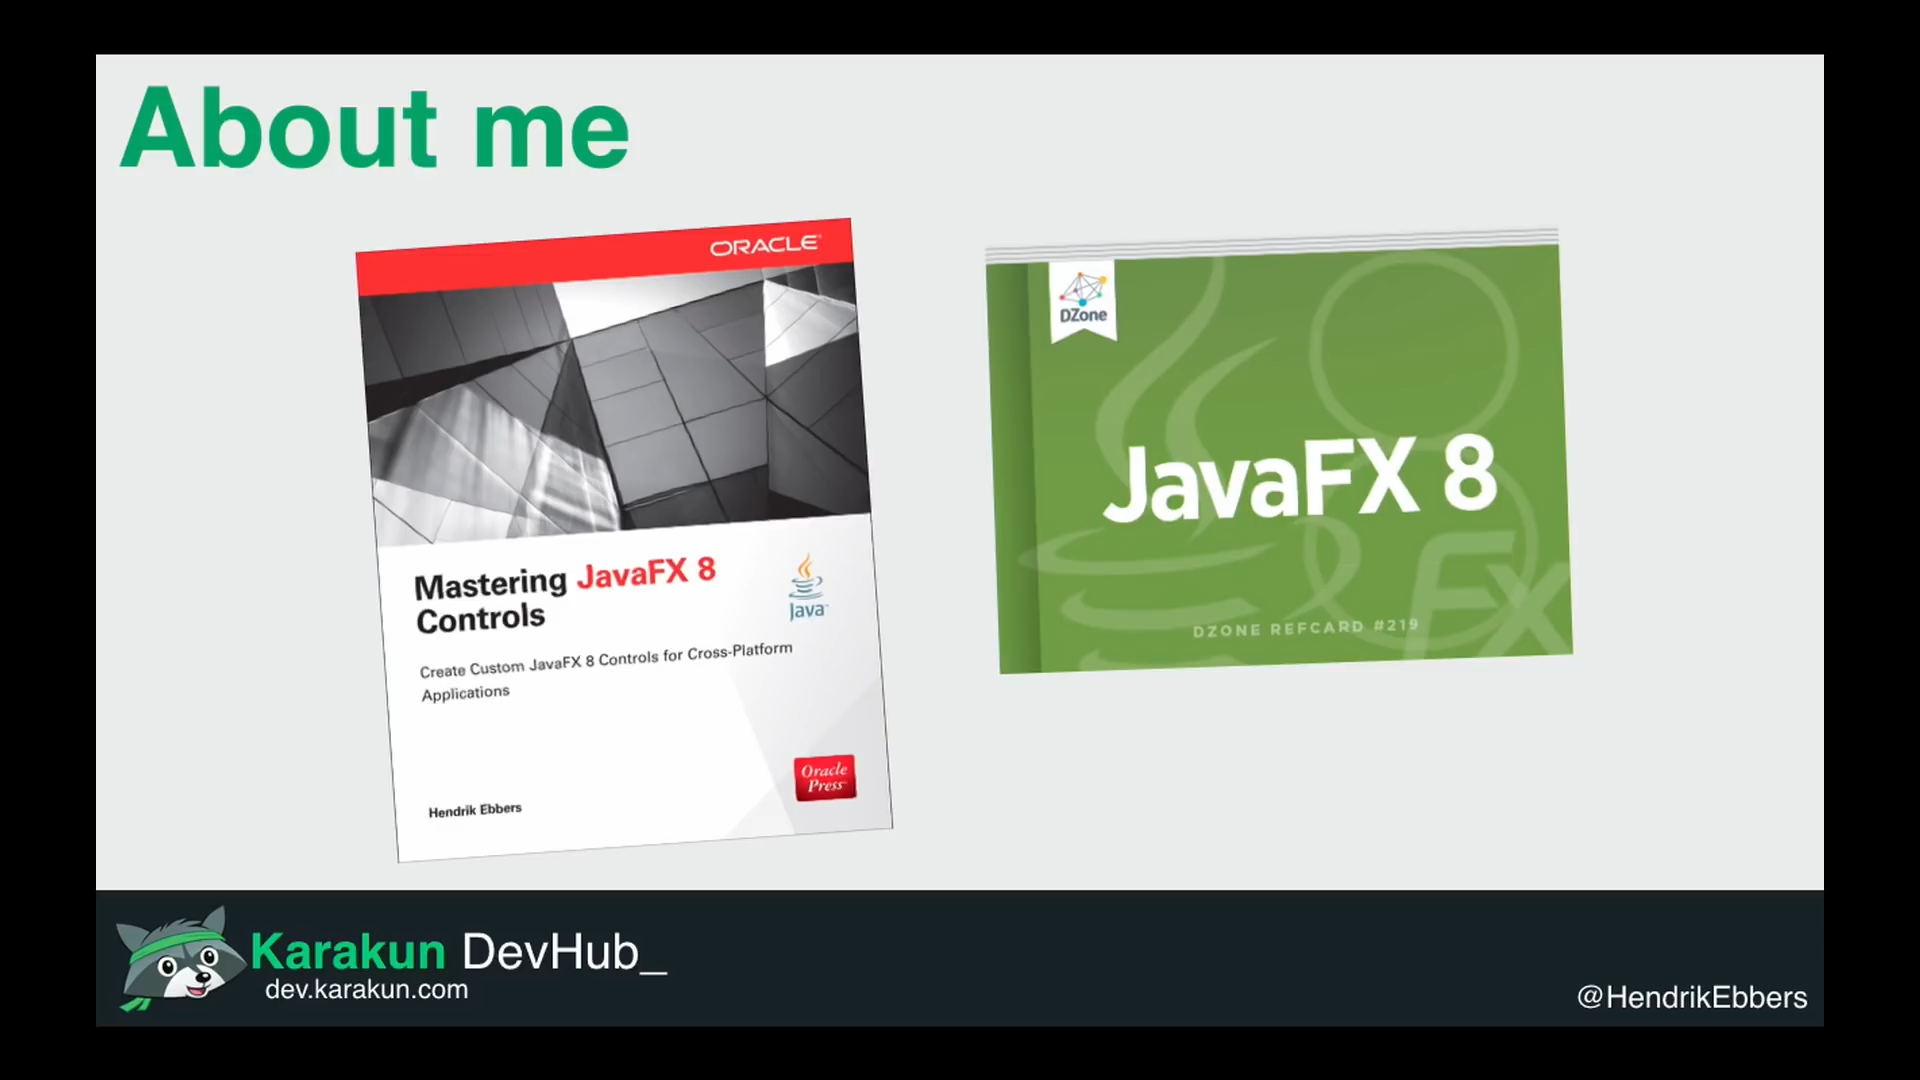 About me
ORACLE
Mastering JavaFX 8
Controls
Java
Create Custom JavaFX 8 Controls for Cross-Platform
Applications
Oracle
Press
Hendrik Ebbers
DZone
JavaFX 8
FX
DZONE REFCARD #219
Karakun DevHub_
dev.karakun.com
@HendrikEbbers